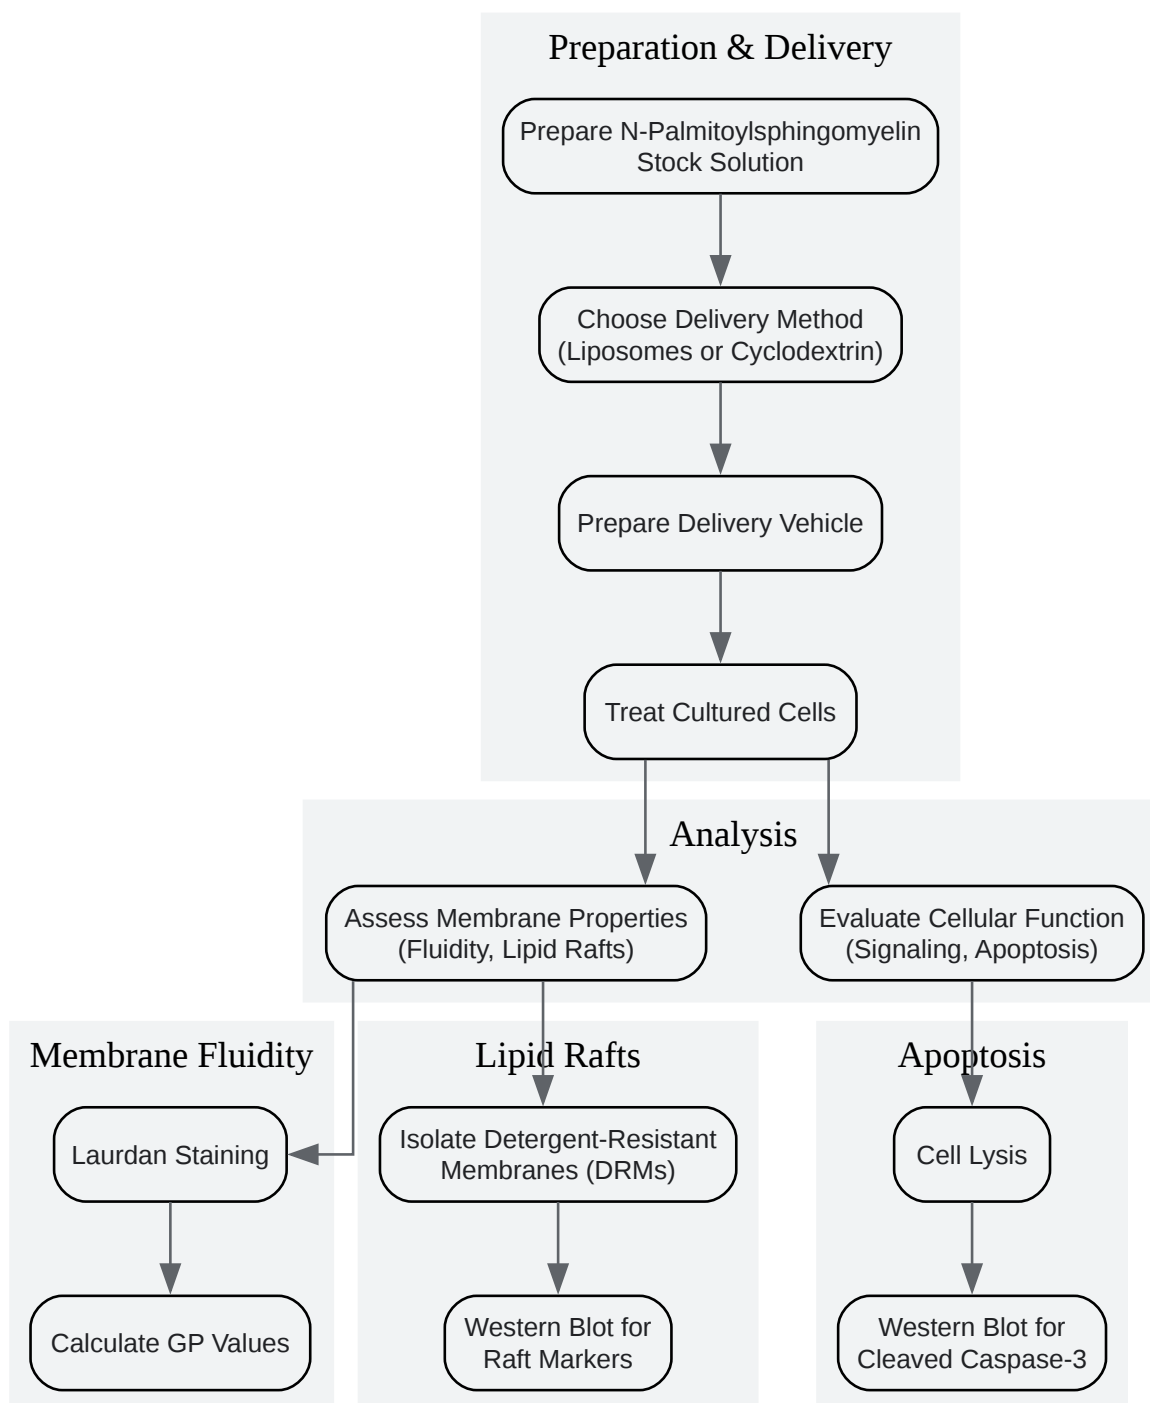 Preparation & Delivery
Prepare N-Palmitoylsphingomyelin
Stock Solution
Choose Delivery Method
(Liposomes or Cyclodextrin)
Prepare Delivery Vehicle
Treat Cultured Cells
Analysis
Assess Membrane Properties
(Fluidity, Lipid Rafts)
Evaluate Cellular Function
(Signaling, Apoptosis)
Membrane Fluidity
Laurdan Staining
Calculate GP Values
Lipid Rafts
Isolate Detergent-Resistant
Membranes (DRMs)
Western Blot for
Raft Markers
Apoptosis
Cell Lysis
Western Blot for
Cleaved Caspase-3